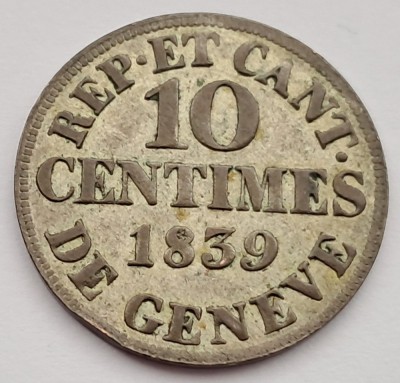 REP·ET CANT.
10
CENTIMES
1839
DE GENEVE